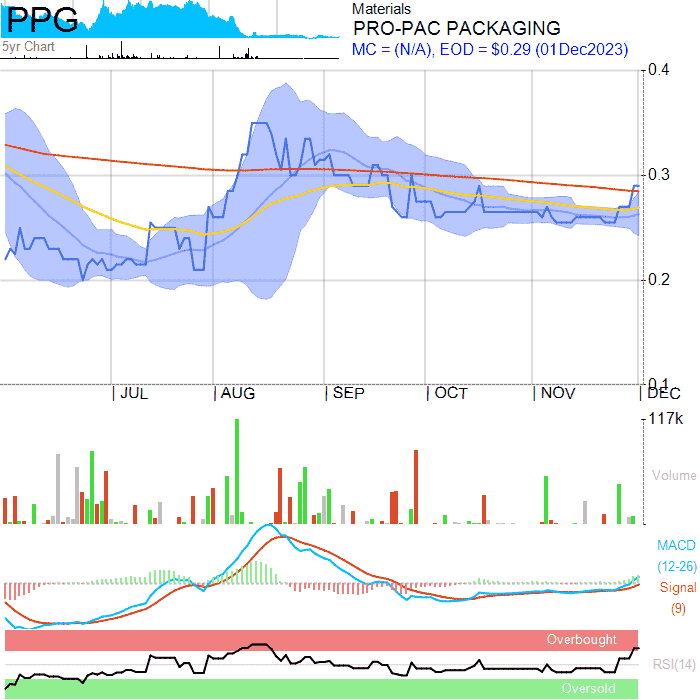 PPG
5yr Chart
Materials
PRO-PAC PACKAGING
MC = (N/A), EOD = $0.29 (01Dec2023)
0.4
0.3
0.2
0.1
JUL AUG SEP OCT NOV DEC
117k
Volume
MACD
(12-26)
Signal
(9)
Overbought
RSI(14)
Oversold